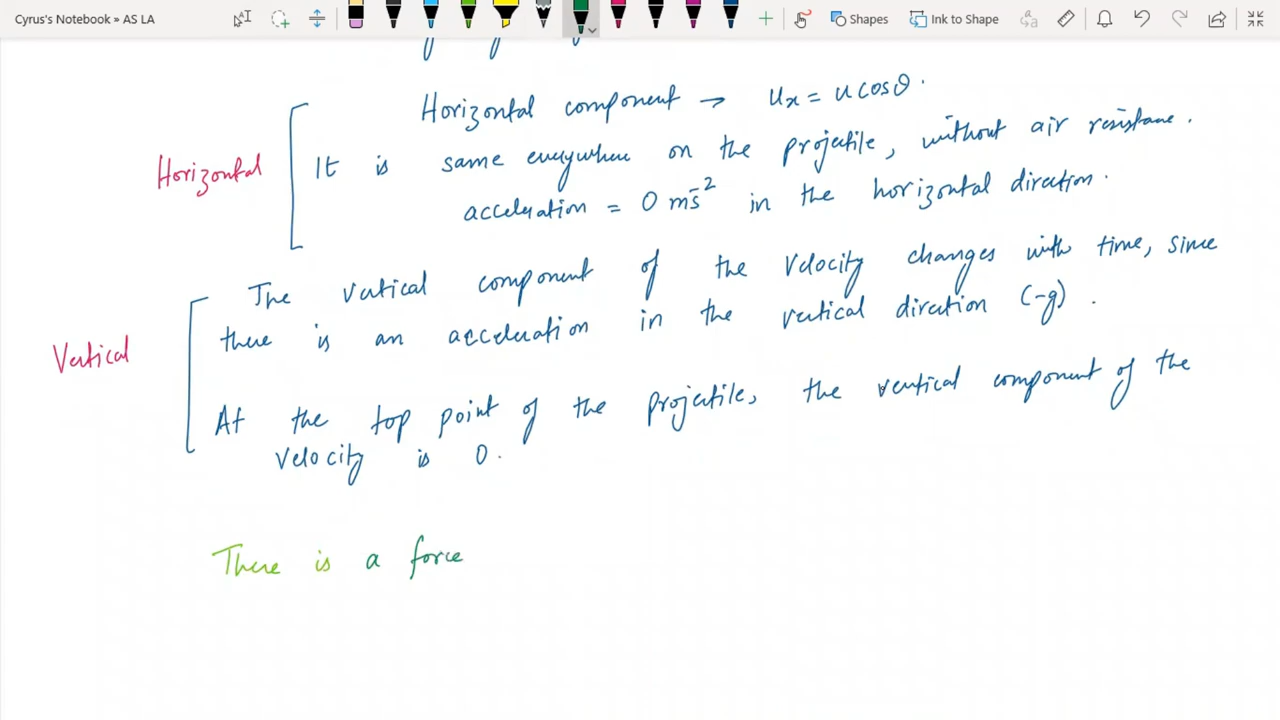 Cyrus's Notebook » AS LA
Shapes
Ink to Shape
Horizontal component → ux = u cosθ.
Horizontal
It is same everywhere on the projectile, without air resistane.
acceleration = 0 ms⁻² in the horizontal direction.
The vertical component of the velocity changes with time, since
there is an acceleration in the vertical direction (-g).
Vertical
At the top point of the projectile, the vertical component of the
velocity is 0.
There is a force